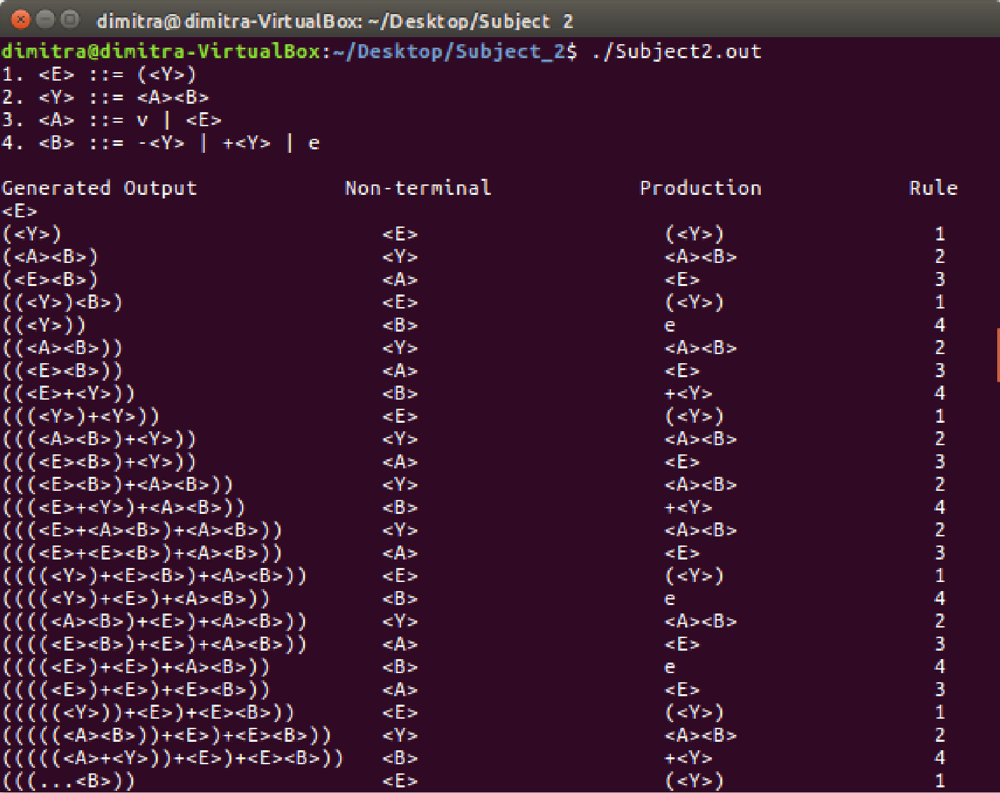 dimitra@dimitra-VirtualBox: ~/Desktop/Subject_2
dimitra@dimitra-VirtualBox:~/Desktop/Subject_2$ ./Subject2.out
1. <E> ::= (<Y>)
2. <Y> ::= <A><B>
3. <A> ::= v | <E>
4. <B> ::= -<Y> | +<Y> | e
Generated Output Non-terminal Production Rule
<E>
(<Y>) <E> (<Y>) 1
(<A><B>) <Y> <A><B> 2
(<E><B>) <A> <E> 3
((<Y>)<B>) <E> (<Y>) 1
((<Y>)) <B> e 4
((<A><B>)) <Y> <A><B> 2
((<E><B>)) <A> <E> 3
((<E>+<Y>)) <B> +<Y> 4
(((<Y>)+<Y>)) <E> (<Y>) 1
(((<A><B>)+<Y>)) <Y> <A><B> 2
(((<E><B>)+<Y>)) <A> <E> 3
(((<E><B>)+<A><B>)) <Y> <A><B> 2
(((<E>+<Y>)+<A><B>)) <B> +<Y> 4
(((<E>+<A><B>)+<A><B>)) <Y> <A><B> 2
(((<E>+<E><B>)+<A><B>)) <A> <E> 3
((((<Y>)+<E><B>)+<A><B>)) <E> (<Y>) 1
((((<Y>)+<E>)+<A><B>)) <B> e 4
((((<A><B>)+<E>)+<A><B>)) <Y> <A><B> 2
((((<E><B>)+<E>)+<A><B>)) <A> <E> 3
((((<E>)+<E>)+<A><B>)) <B> e 4
((((<E>)+<E>)+<E><B>)) <A> <E> 3
(((((<Y>))+<E>)+<E><B>)) <E> (<Y>) 1
(((((<A><B>))+<E>)+<E><B>)) <Y> <A><B> 2
(((((<A>+<Y>))+<E>)+<E><B>)) <B> +<Y> 4
(((...<B>)) <E> (<Y>) 1